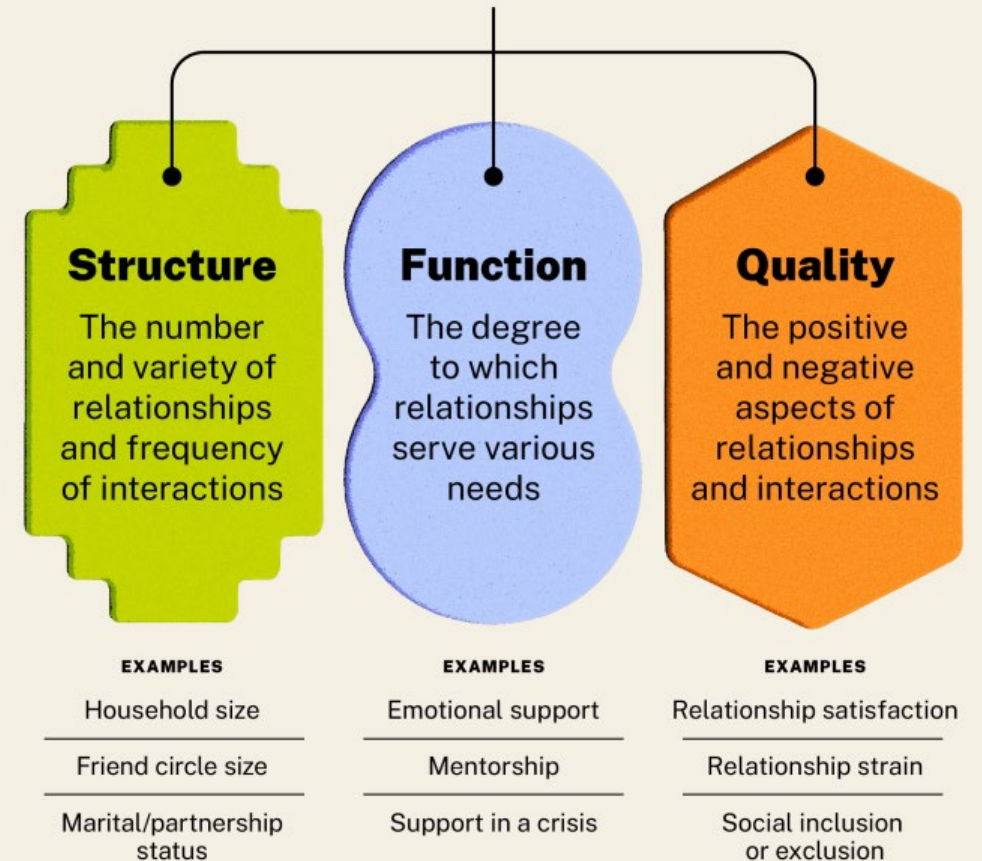 Structure
The number
and variety of
relationships
and frequency
of interactions
EXAMPLES
Household size
Friend circle size
Marital/partnership
status
Function
The degree
to which
relationships
serve various
needs
EXAMPLES
Emotional support
Mentorship
Support in a crisis
Quality
The positive
and negative
aspects of
relationships
and interactions
EXAMPLES
Relationship satisfaction
Relationship strain
Social inclusion
or exclusion